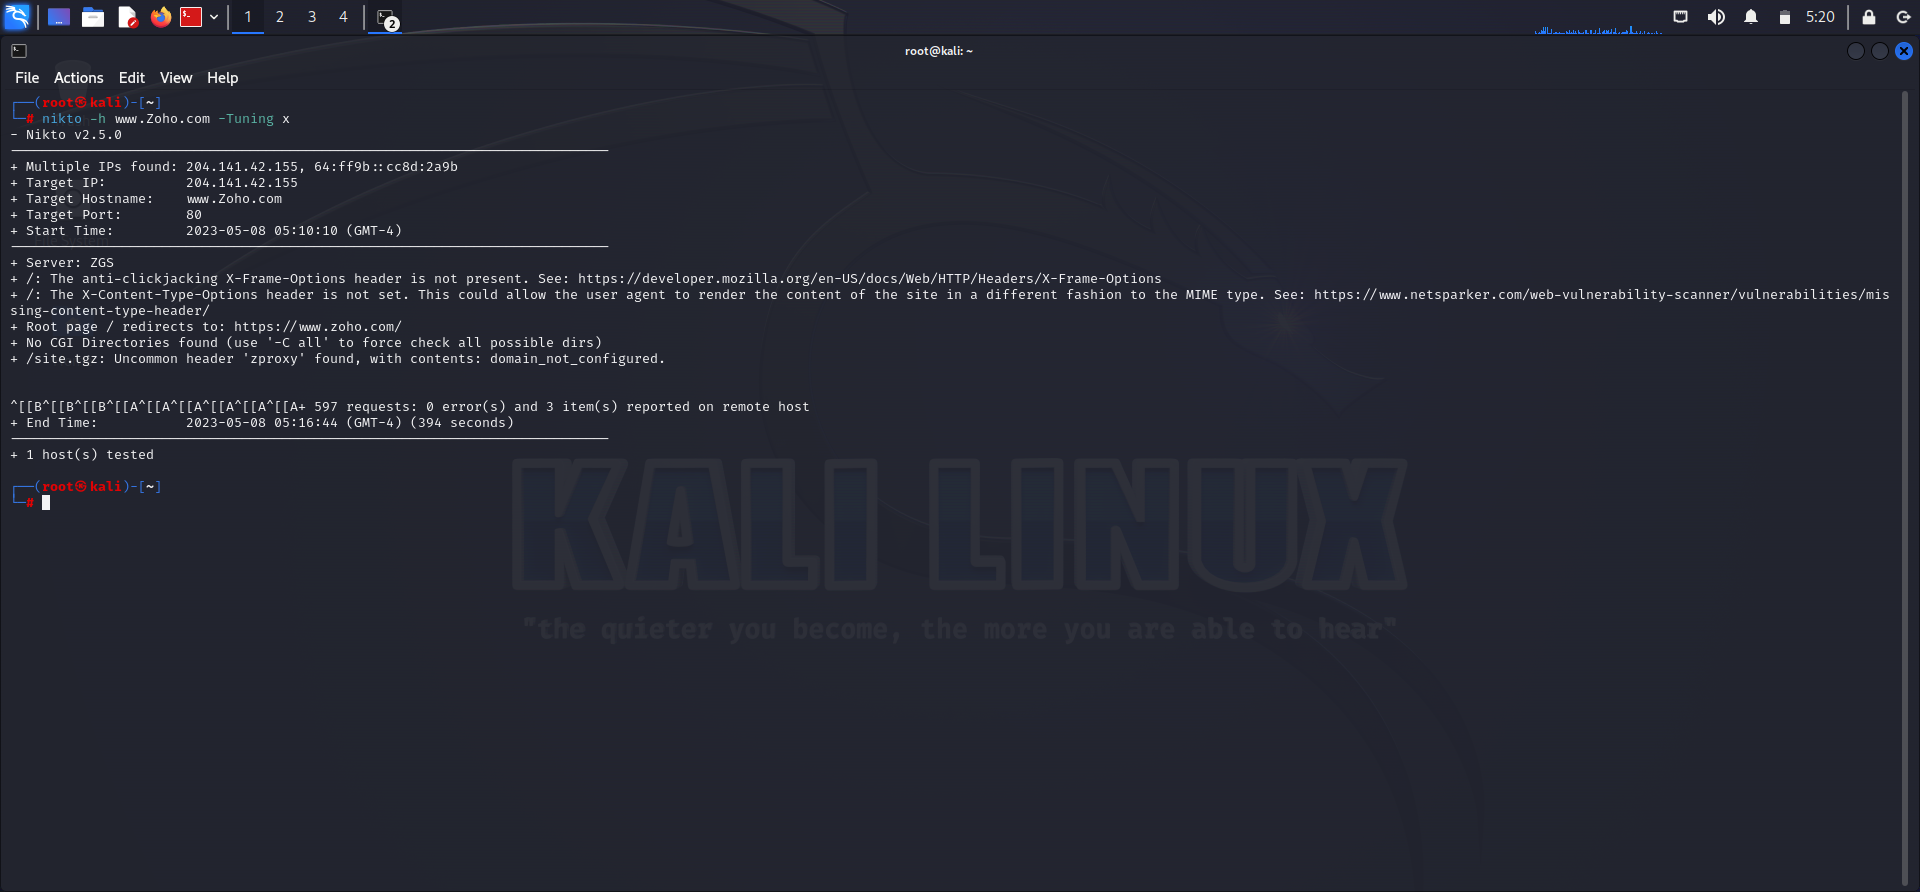 1 2 3 4 2 5:20
root@kali: ~
File Actions Edit View Help
┌──(root㉿kali)-[~]
└─# nikto -h www.Zoho.com -Tuning x
- Nikto v2.5.0
---------------------------------------------------------------------------
+ Multiple IPs found: 204.141.42.155, 64:ff9b::cc8d:2a9b
+ Target IP:          204.141.42.155
+ Target Hostname:    www.Zoho.com
+ Target Port:        80
+ Start Time:         2023-05-08 05:10:10 (GMT-4)
---------------------------------------------------------------------------
+ Server: ZGS
+ /: The anti-clickjacking X-Frame-Options header is not present. See: https://developer.mozilla.org/en-US/docs/Web/HTTP/Headers/X-Frame-Options
+ /: The X-Content-Type-Options header is not set. This could allow the user agent to render the content of the site in a different fashion to the MIME type. See: https://www.netsparker.com/web-vulnerability-scanner/vulnerabilities/mis
sing-content-type-header/
+ Root page / redirects to: https://www.zoho.com/
+ No CGI Directories found (use '-C all' to force check all possible dirs)
+ /site.tgz: Uncommon header 'zproxy' found, with contents: domain_not_configured.
^[[B^[[B^[[B^[[A^[[A^[[A^[[A^[[A^[[A+ 597 requests: 0 error(s) and 3 item(s) reported on remote host
+ End Time:           2023-05-08 05:16:44 (GMT-4) (394 seconds)
---------------------------------------------------------------------------
+ 1 host(s) tested
┌──(root㉿kali)-[~]
└─#
KALI LINUX
"the quieter you become, the more you are able to hear"